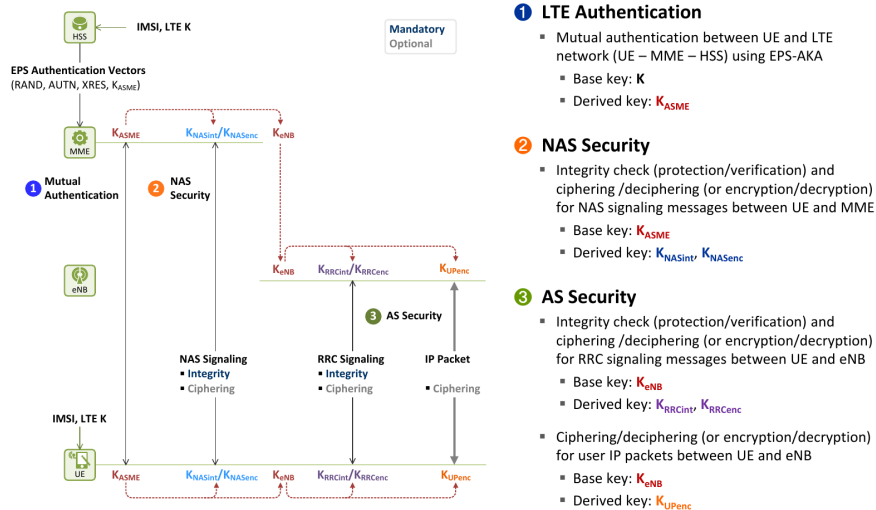 HSS
IMSI, LTE K
Mandatory
Optional
EPS Authentication Vectors
(RAND, AUTN, XRES, KASME)
MME
KASME
KNASint/KNASenc
KeNB
1 Mutual
Authentication
2 NAS
Security
eNB
KeNB
KRRCint/KRRCenc
KUPenc
3 AS Security
NAS Signaling
▪ Integrity
▪ Ciphering
RRC Signaling
▪ Integrity
▪ Ciphering
IP Packet
▪ Ciphering
IMSI, LTE K
UE
KASME
KNASint/KNASenc
KeNB
KRRCint/KRRCenc
KUPenc
1 LTE Authentication
▪ Mutual authentication between UE and LTE
network (UE – MME – HSS) using EPS-AKA
▪ Base key: K
▪ Derived key: KASME
2 NAS Security
▪ Integrity check (protection/verification) and
ciphering /deciphering (or encryption/decryption)
for NAS signaling messages between UE and MME
▪ Base key: KASME
▪ Derived key: KNASint, KNASenc
3 AS Security
▪ Integrity check (protection/verification) and
ciphering /deciphering (or encryption/decryption)
for RRC signaling messages between UE and eNB
▪ Base key: KeNB
▪ Derived key: KRRCint, KRRCenc
▪ Ciphering/deciphering (or encryption/decryption)
for user IP packets between UE and eNB
▪ Base key: KeNB
▪ Derived key: KUPenc